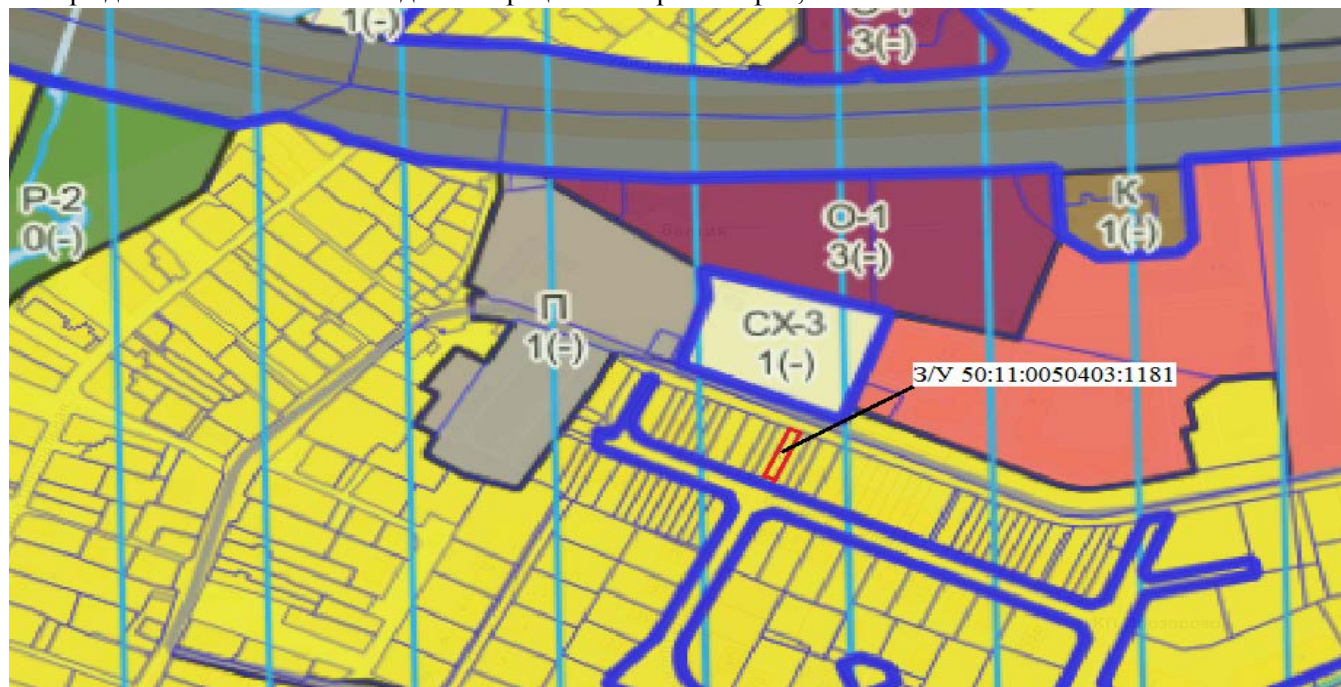 1(-)
3(-)
Р-2
0(-)
О-1
3(-)
К
1(-)
П
1(-)
СХ-3
1(-)
З/У 50:11:0050403:1181